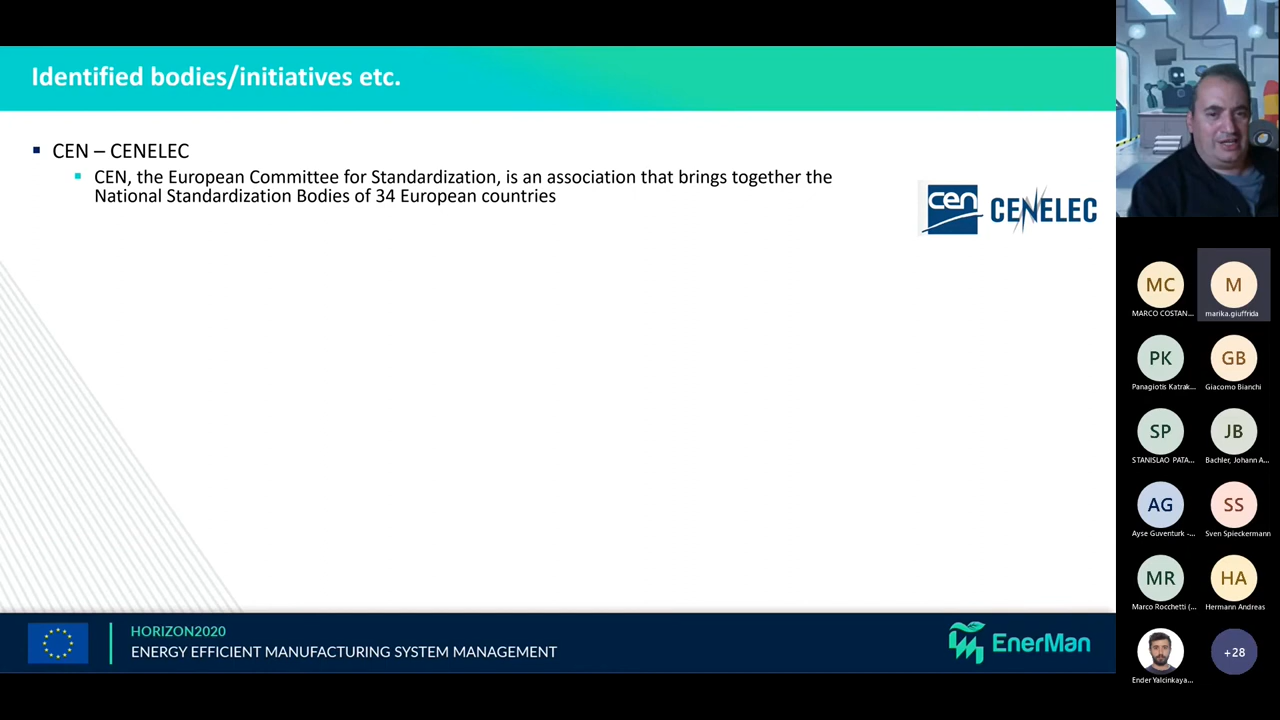 Identified bodies/initiatives etc.
CEN – CENELEC
CEN, the European Committee for Standardization, is an association that brings together the
National Standardization Bodies of 34 European countries
cen
CENELEC
HORIZON2020
ENERGY EFFICIENT MANUFACTURING SYSTEM MANAGEMENT
EnerMan
MC
M
MARCO COSTAN...
marika.giuffrida
PK
GB
Panagiotis Katrak...
Giacomo Bianchi
SP
JB
STANISLAO PATA...
Bachler, Johann A...
AG
SS
Ayse Guventurk -...
Sven Spieckermann
MR
HA
Marco Rocchetti (...
Hermann Andreas
+28
Ender Yalcinkaya...